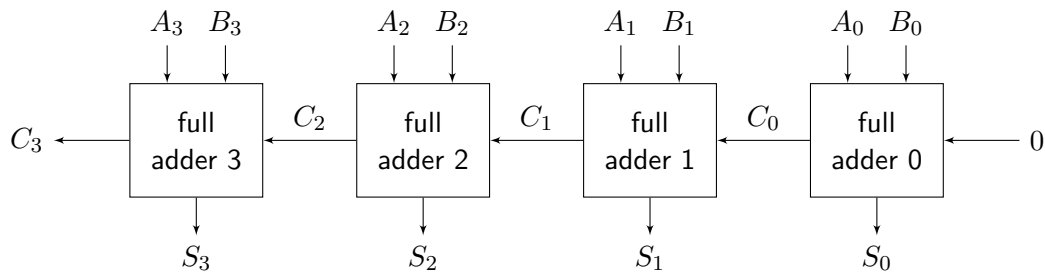 A₃ B₃ A₂ B₂ A₁ B₁ A₀ B₀
full adder 3
full adder 2
full adder 1
full adder 0
C₃ C₂ C₁ C₀ 0
S₃ S₂ S₁ S₀